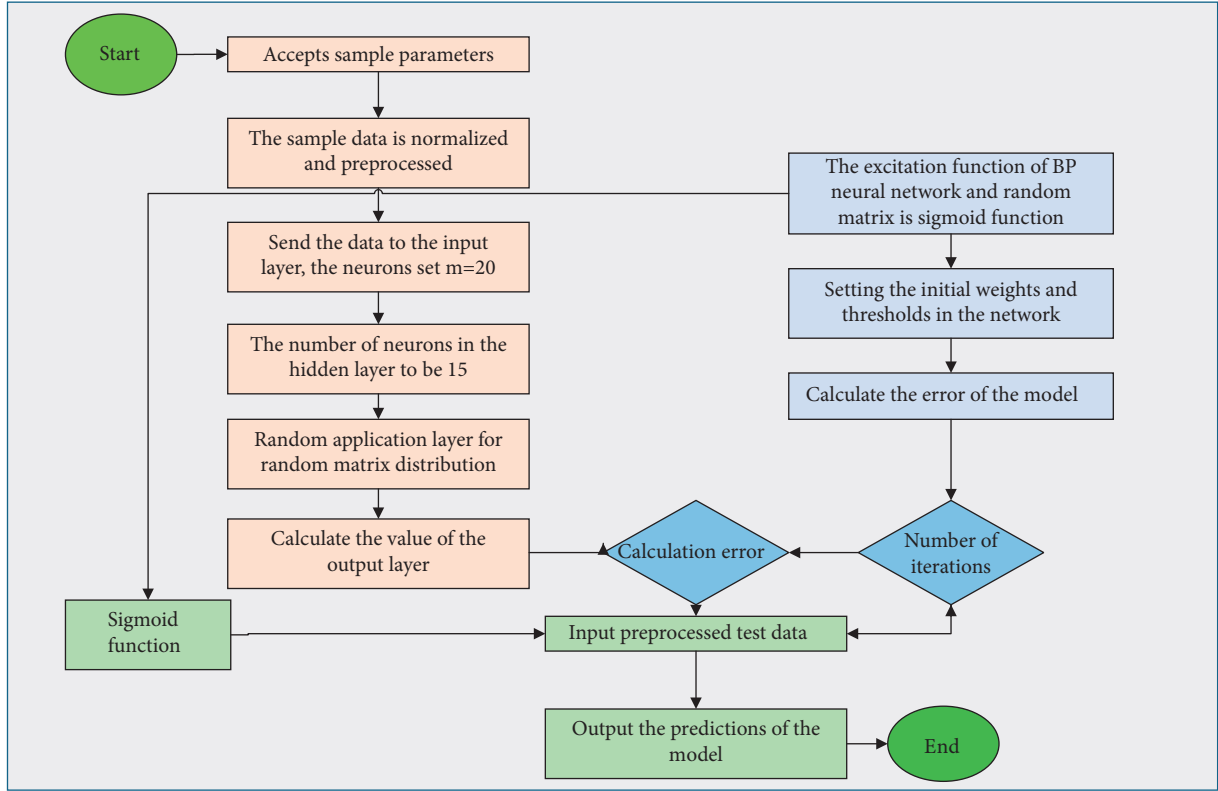 Start
Accepts sample parameters
The sample data is normalized
and preprocessed
The excitation function of BP
neural network and random
matrix is sigmoid function
Send the data to the input
layer, the neurons set m=20
Setting the initial weights and
thresholds in the network
The number of neurons in the
hidden layer to be 15
Calculate the error of the model
Random application layer for
random matrix distribution
Calculate the value of the
output layer
Calculation error
Number of
iterations
Sigmoid
function
Input preprocessed test data
Output the predictions of the
model
End